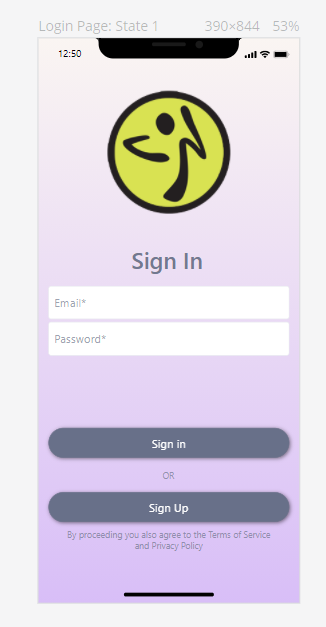 Login Page: State 1 390×844 53%
12:50
Sign In
Email*
Password*
Sign in
OR
Sign Up
By proceeding you also agree to the Terms of Service
and Privacy Policy